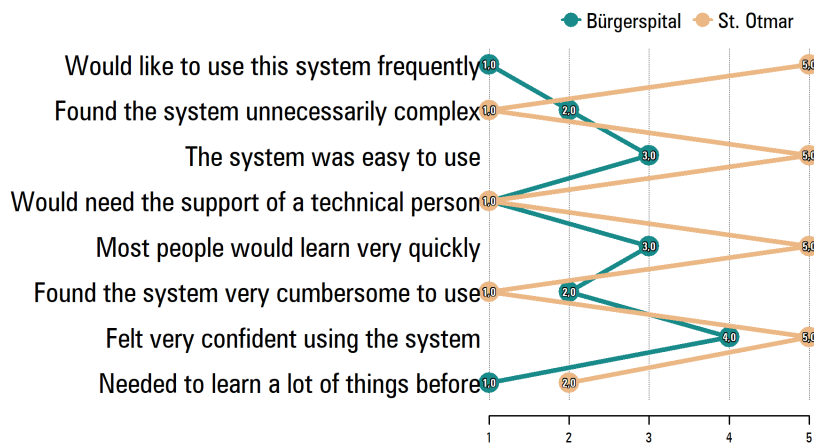 Bürgerspital St. Otmar
Would like to use this system frequently 1.0 5.0
Found the system unnecessarily complex 1.0 2.0
The system was easy to use 3.0 5.0
Would need the support of a technical person 1.0
Most people would learn very quickly 3.0 5.0
Found the system very cumbersome to use 1.0 2.0
Felt very confident using the system 4.0 5.0
Needed to learn a lot of things before 1.0 2.0
1 2 3 4 5